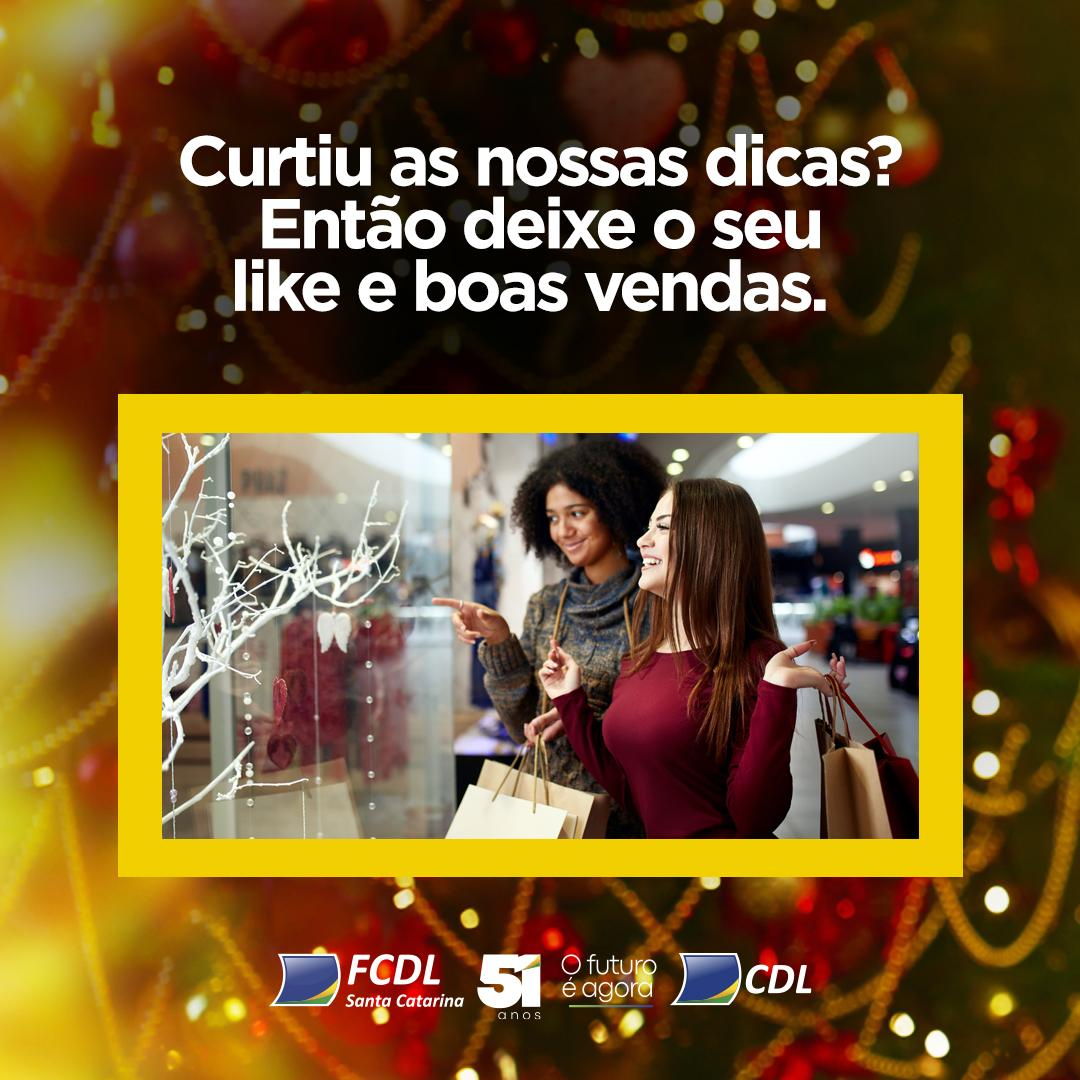 Curtiu as nossas dicas?
Então deixe o seu
like e boas vendas.
FCDL
Santa Catarina
51
anos
O futuro
é agora
CDL